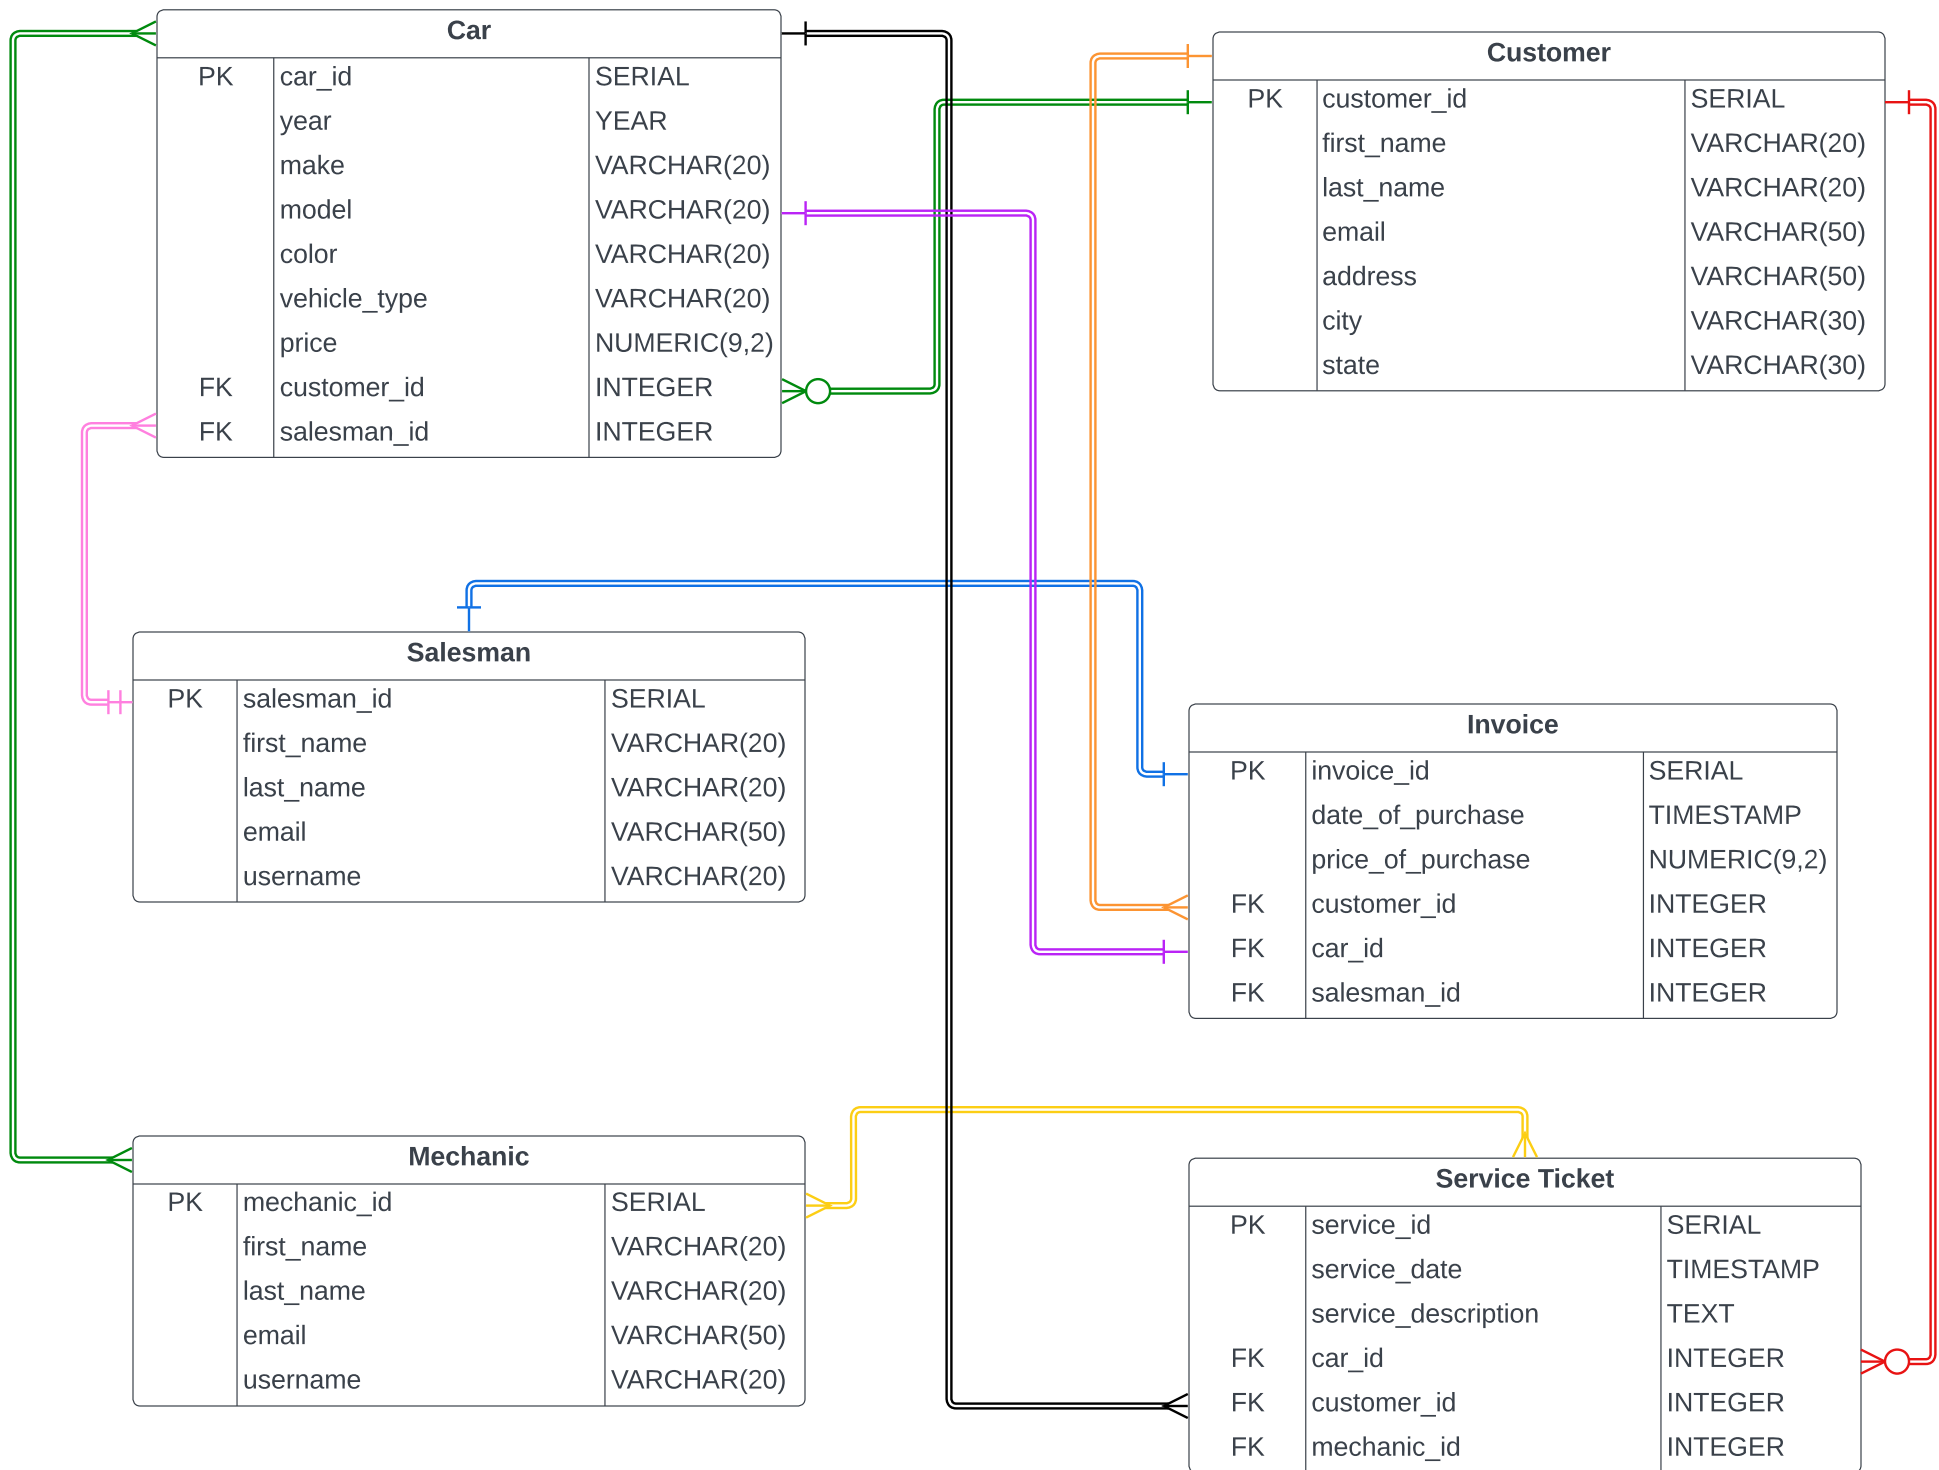 Car
PK car_id SERIAL
year YEAR
make VARCHAR(20)
model VARCHAR(20)
color VARCHAR(20)
vehicle_type VARCHAR(20)
price NUMERIC(9,2)
FK customer_id INTEGER
FK salesman_id INTEGER
Customer
PK customer_id SERIAL
first_name VARCHAR(20)
last_name VARCHAR(20)
email VARCHAR(50)
address VARCHAR(50)
city VARCHAR(30)
state VARCHAR(30)
Salesman
PK salesman_id SERIAL
first_name VARCHAR(20)
last_name VARCHAR(20)
email VARCHAR(50)
username VARCHAR(20)
Invoice
PK invoice_id SERIAL
date_of_purchase TIMESTAMP
price_of_purchase NUMERIC(9,2)
FK customer_id INTEGER
FK car_id INTEGER
FK salesman_id INTEGER
Mechanic
PK mechanic_id SERIAL
first_name VARCHAR(20)
last_name VARCHAR(20)
email VARCHAR(50)
username VARCHAR(20)
Service Ticket
PK service_id SERIAL
service_date TIMESTAMP
service_description TEXT
FK car_id INTEGER
FK customer_id INTEGER
FK mechanic_id INTEGER